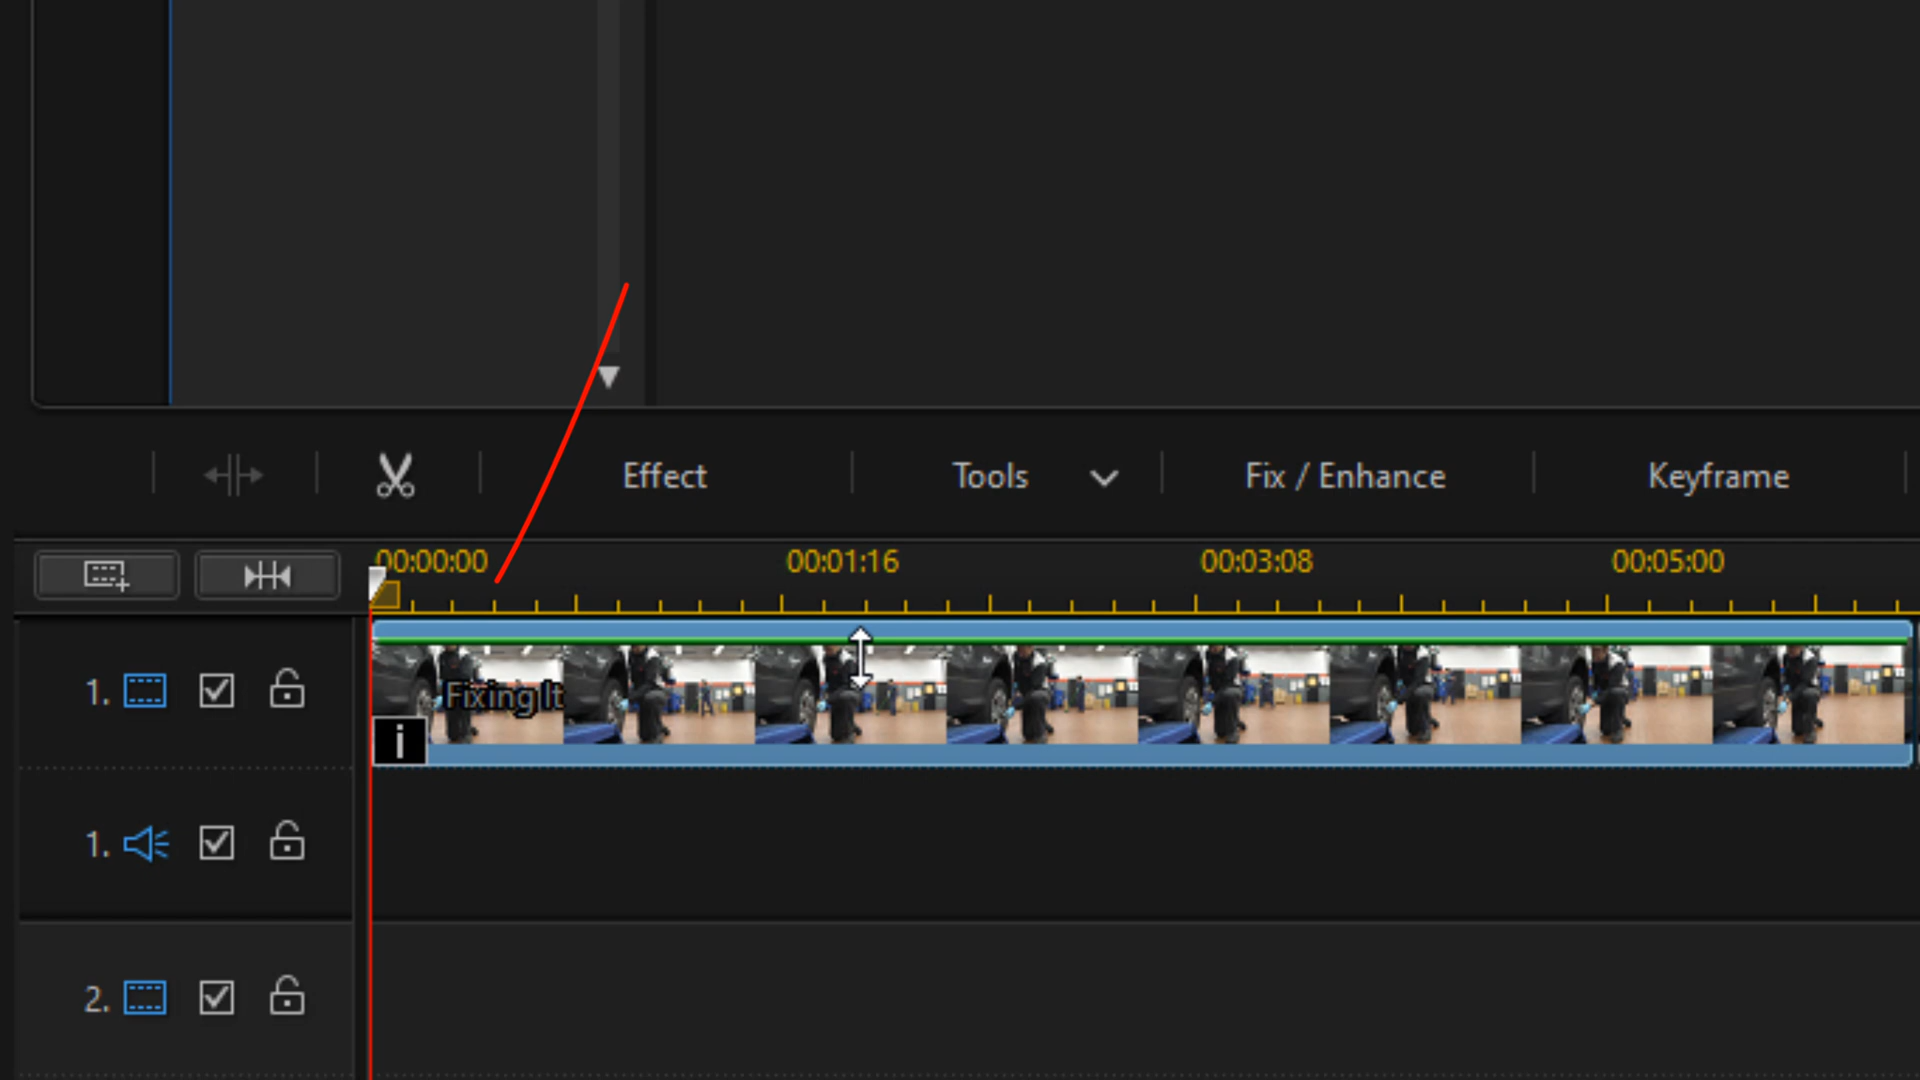 Effect Tools Fix / Enhance Keyframe
00:00:00 00:01:16 00:03:08 00:05:00
1.
Fixing It
i
1.
2.